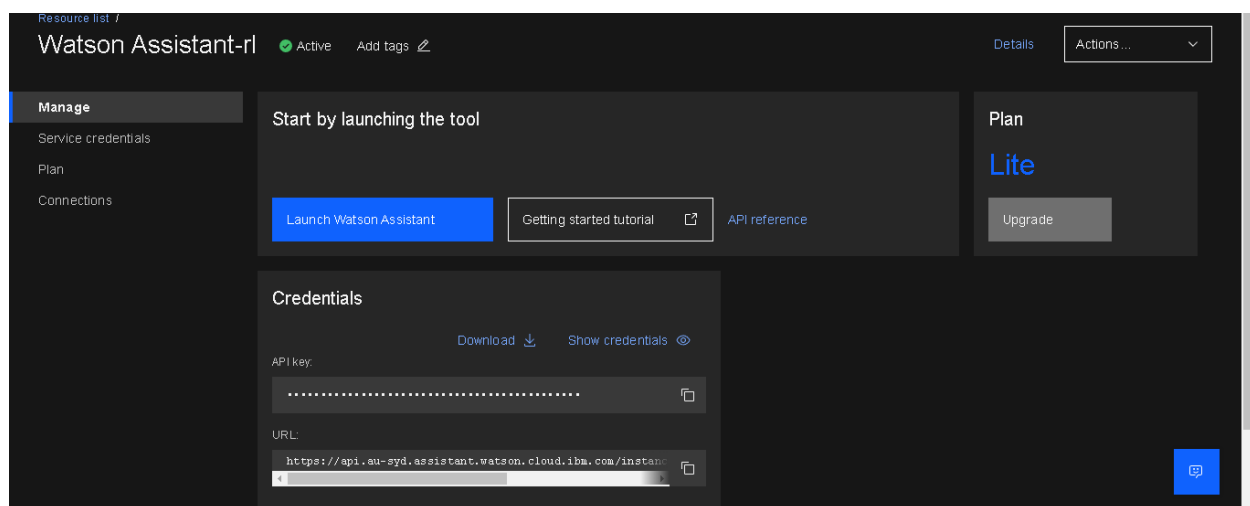 Resource list /
Watson Assistant-rl Active Add tags Details Actions...
Manage
Service credentials
Plan
Connections
Start by launching the tool
Launch Watson Assistant Getting started tutorial API reference
Plan
Lite
Upgrade
Credentials
Download Show credentials
API key:
URL:
https://api.au-syd.assistant.watson.cloud.ibm.com/instanc